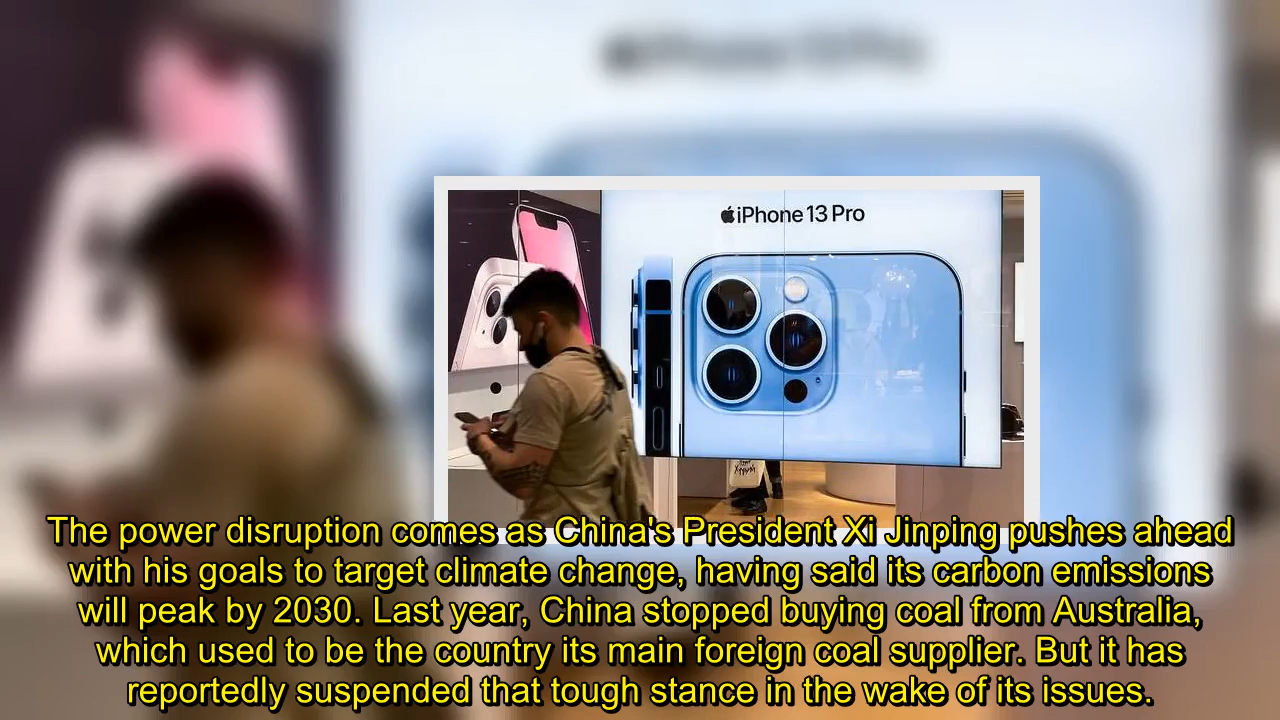 iPhone 13 Pro
The power disruption comes as China's President Xi Jinping pushes ahead
with his goals to target climate change, having said its carbon emissions
will peak by 2030. Last year, China stopped buying coal from Australia,
which used to be the country its main foreign coal supplier. But it has
reportedly suspended that tough stance in the wake of its issues.